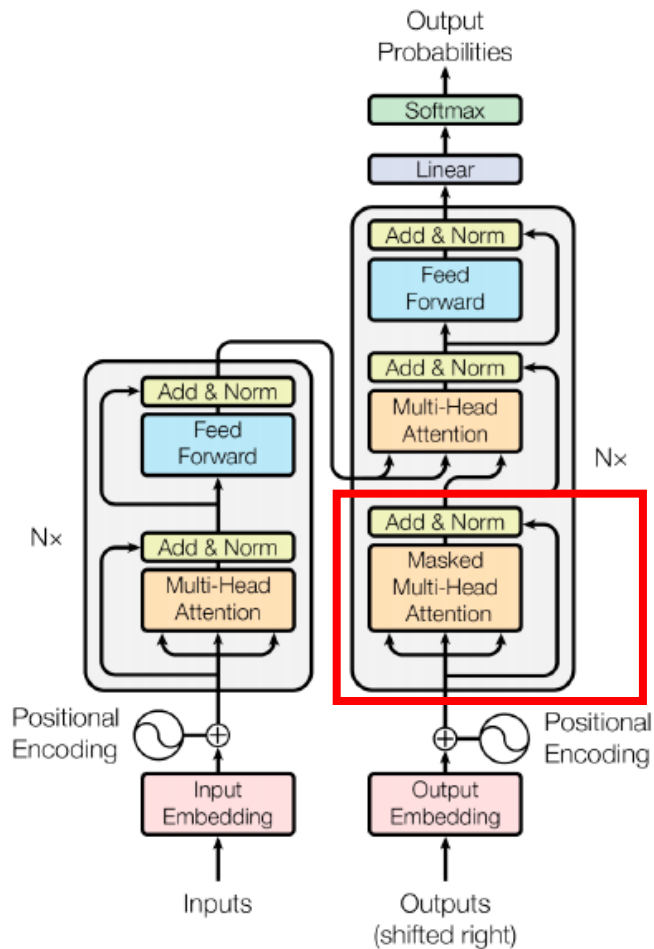 Output
Probabilities
Softmax
Linear
Add & Norm
Feed
Forward
Add & Norm
Multi-Head
Attention
Nx
Add & Norm
Masked
Multi-Head
Attention
Positional
Encoding
Output
Embedding
Outputs
(shifted right)
Add & Norm
Feed
Forward
Nx
Add & Norm
Multi-Head
Attention
Positional
Encoding
Input
Embedding
Inputs